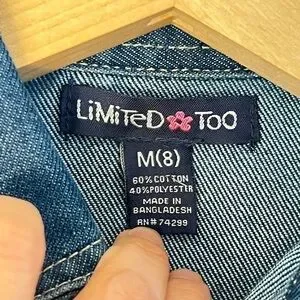 LiMiTeD TOO
M(8)
60% COTTON
40% POLYESTER
MADE IN
BANGLADESH
RN# 74299